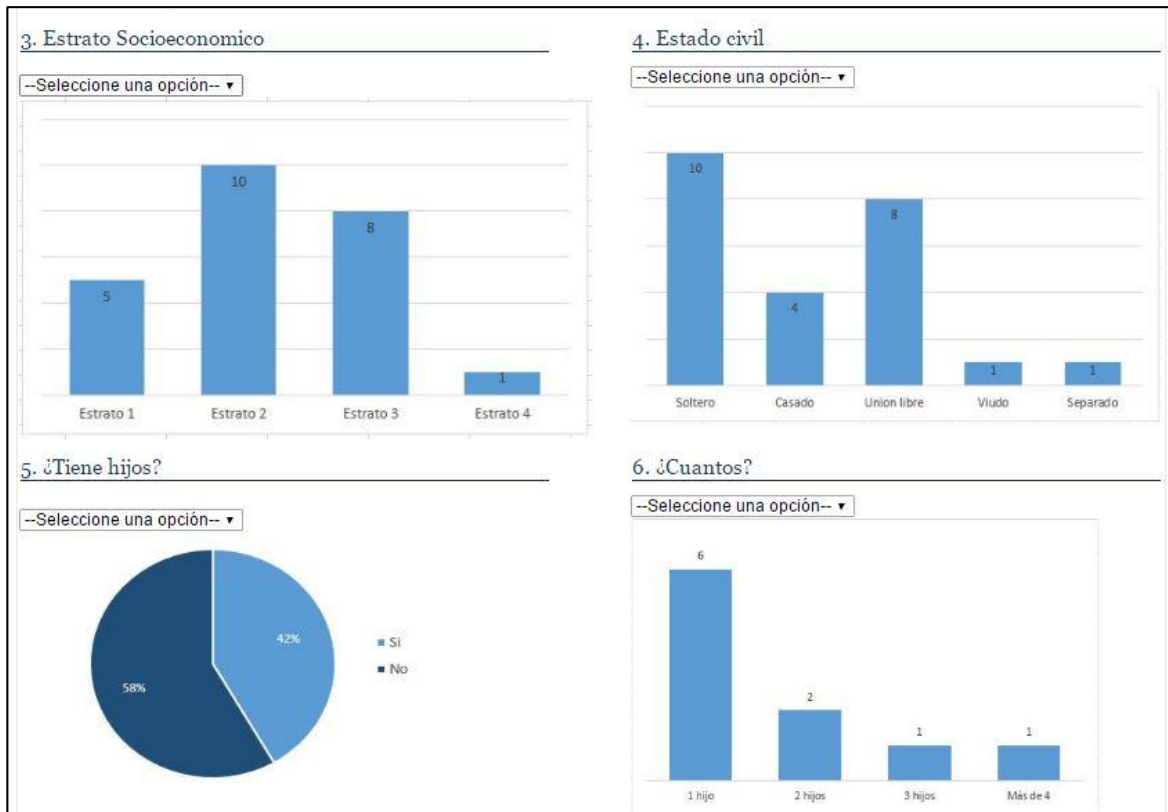 3. Estrato Socioeconomico
--Seleccione una opción-- ▾
10
8
5
1
Estrato 1 Estrato 2 Estrato 3 Estrato 4
4. Estado civil
--Seleccione una opción-- ▾
10
8
4
1 1
Soltero Casado Union libre Viudo Separado
5. ¿Tiene hijos?
--Seleccione una opción-- ▾
42%
58%
Si
No
6. ¿Cuantos?
--Seleccione una opción-- ▾
6
2
1 1
1 hijo 2 hijos 3 hijos Más de 4